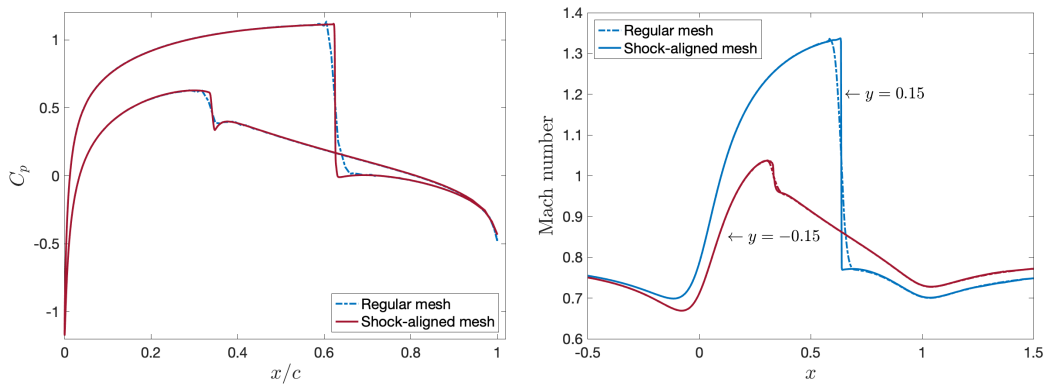 1
0.5
0
-0.5
-1
C_p
0 0.2 0.4 0.6 0.8 1
x/c
Regular mesh
Shock-aligned mesh
1.4
1.3
1.2
1.1
1
0.9
0.8
0.7
0.6
Mach number
-0.5 0 0.5 1 1.5
x
Regular mesh
Shock-aligned mesh
← y = 0.15
← y = −0.15